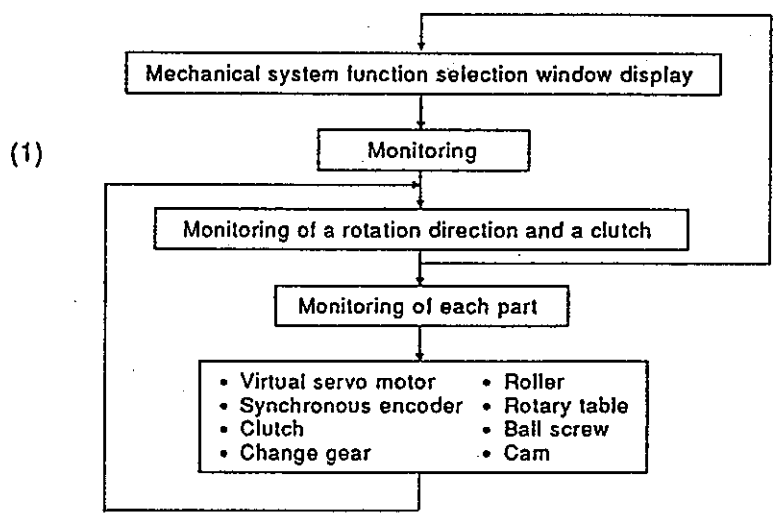 Mechanical system function selection window display
(1)
Monitoring
Monitoring of a rotation direction and a clutch
Monitoring of each part
• Virtual servo motor • Roller
• Synchronous encoder • Rotary table
• Clutch • Ball screw
• Change gear • Cam